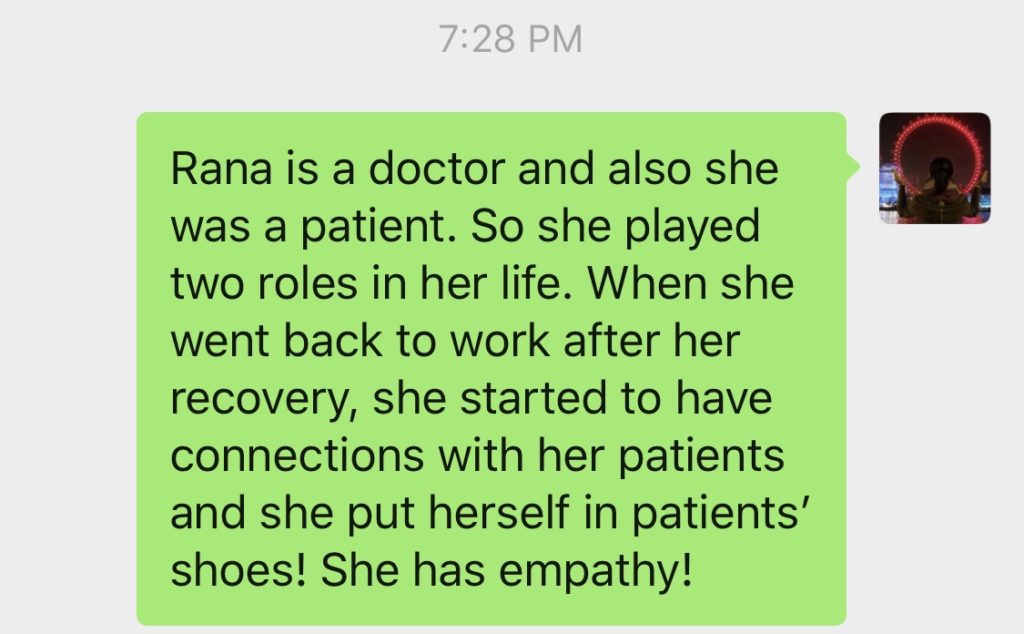 7:28 PM
Rana is a doctor and also she
was a patient. So she played
two roles in her life. When she
went back to work after her
recovery, she started to have
connections with her patients
and she put herself in patients’
shoes! She has empathy!